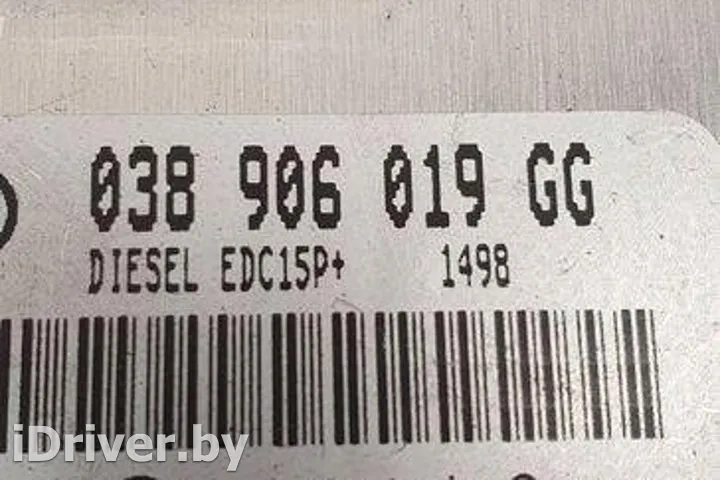 038 906 019 GG
DIESEL EDC15P+ 1498
iDriver.by